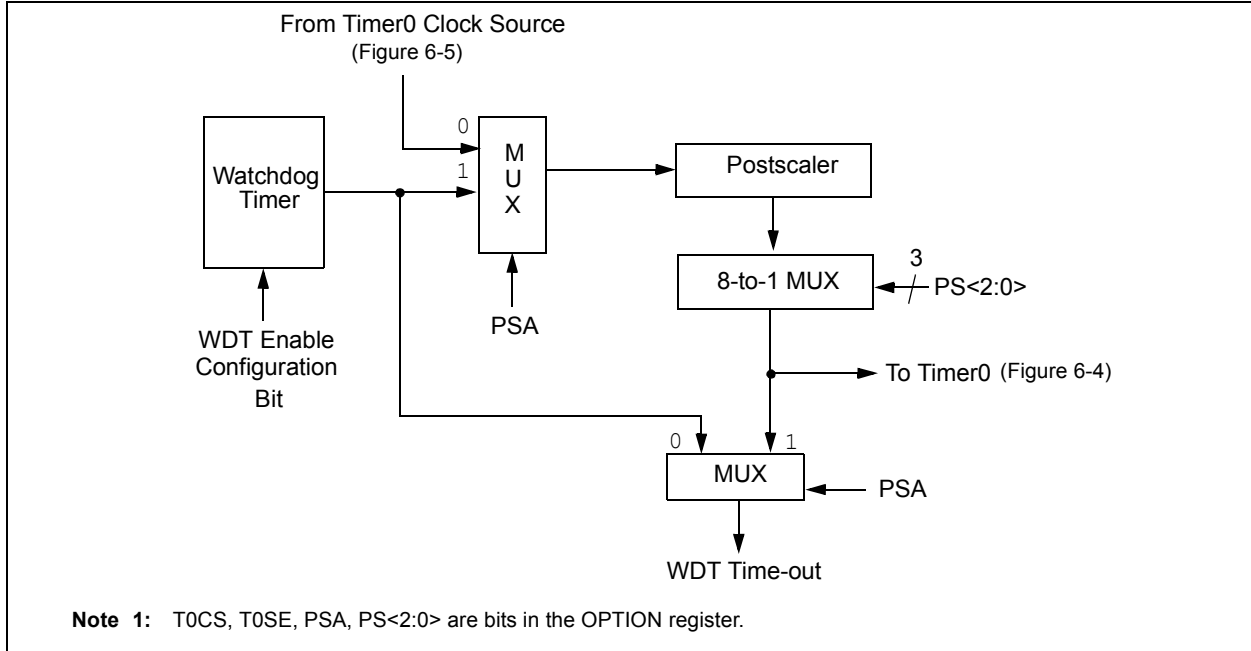 From Timer0 Clock Source
(Figure 6-5)
0
M
U
X
1
Watchdog
Timer
Postscaler
8-to-1 MUX
3
PS<2:0>
PSA
WDT Enable
Configuration
Bit
To Timer0 (Figure 6-4)
0
1
MUX
PSA
WDT Time-out
Note 1: T0CS, T0SE, PSA, PS<2:0> are bits in the OPTION register.